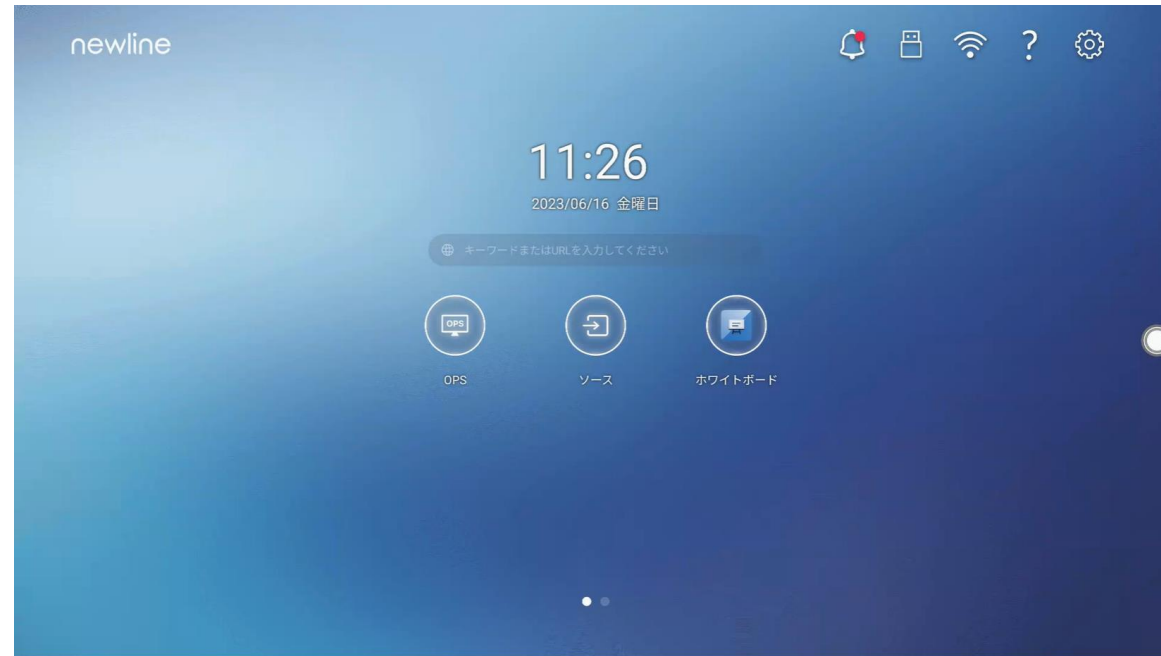 newline
?
11:26
2023/06/16 金曜日
キーワードまたはURLを入力してください
OPS
OPS
ソース
ホワイトボード